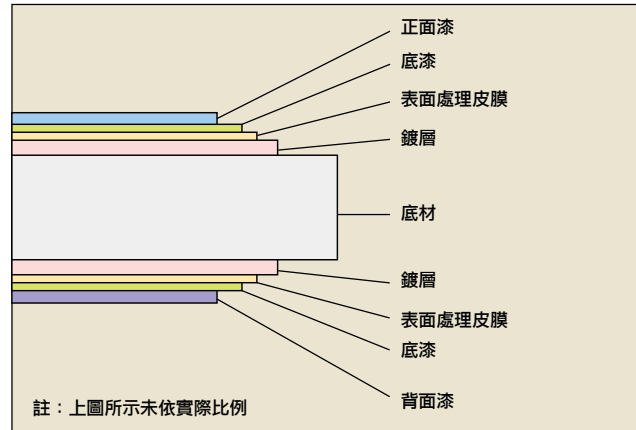 正面漆
底漆
表面處理皮膜
鍍層
底材
鍍層
表面處理皮膜
底漆
背面漆
註：上圖所示未依實際比例